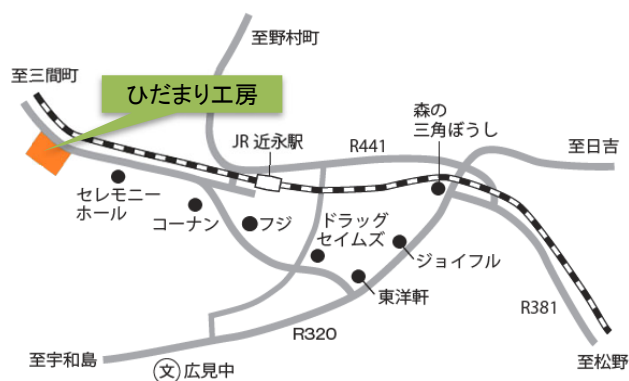 至野村町
至三間町
ひだまり工房
森の
三角ぼうし
JR 近永駅
R441
至日吉
セレモニー
ホール
コーナン
フジ
ドラッグ
セイムズ
ジョイフル
東洋軒
R381
R320
至宇和島
文 広見中
至松野